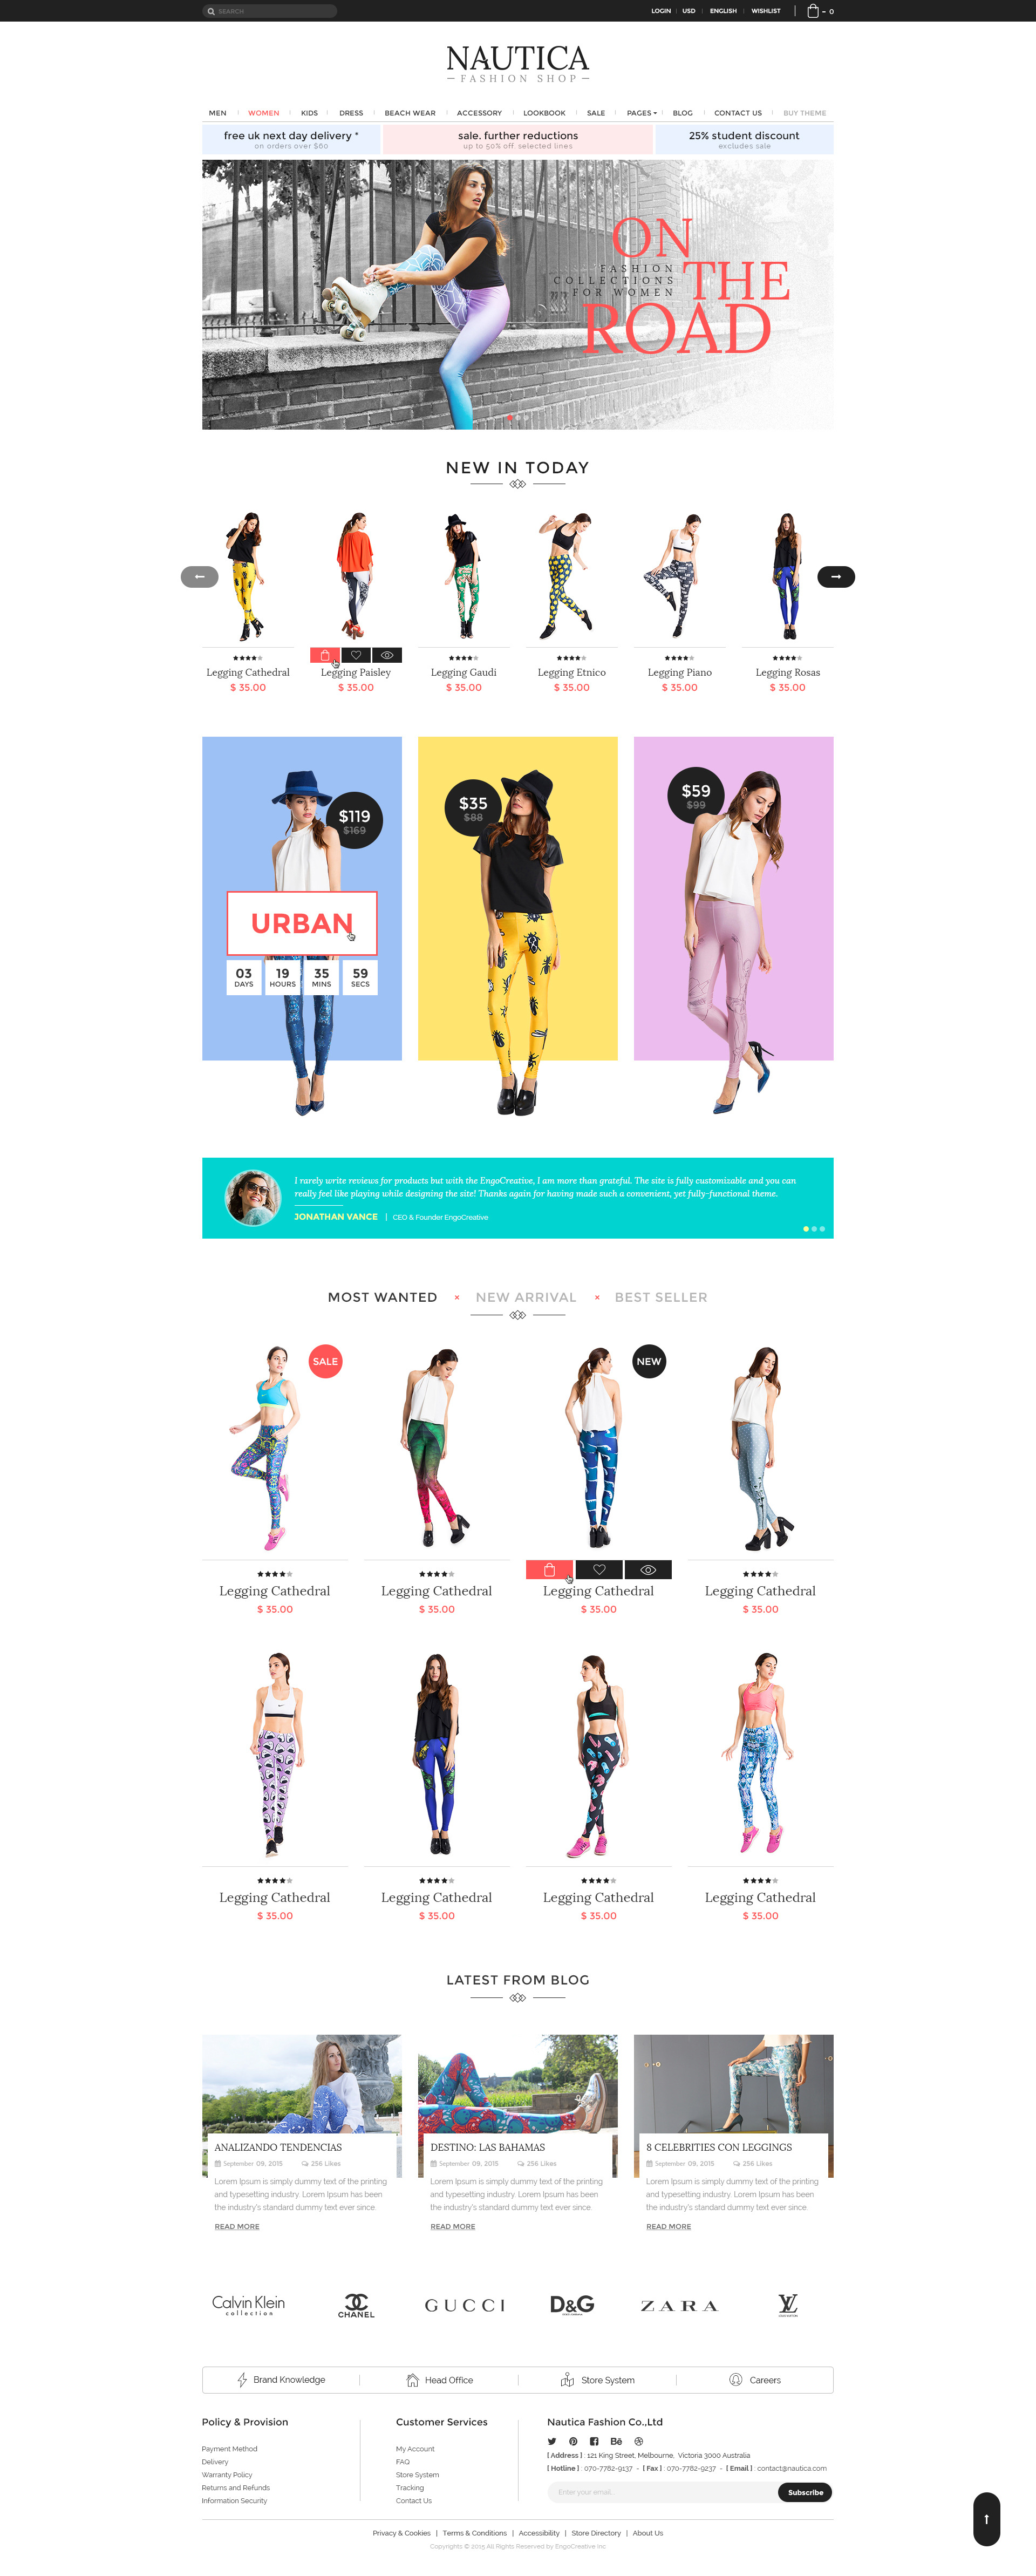 SEARCH
LOGIN | USD | ENGLISH | WISHLIST | - 0
NAUTICA
FASHION SHOP
MEN WOMEN KIDS DRESS BEACH WEAR ACCESSORY LOOKBOOK SALE PAGES BLOG CONTACT US BUY THEME
free uk next day delivery *
on orders over $60
sale. further reductions
up to 50% off. selected lines
25% student discount
excludes sale
ON
THE
ROAD
FASHION
COLLECTIONS
FOR WOMEN
NEW IN TODAY
Legging Cathedral
$ 35.00
Legging Paisley
$ 35.00
Legging Gaudi
$ 35.00
Legging Etnico
$ 35.00
Legging Piano
$ 35.00
Legging Rosas
$ 35.00
$119
$169
URBAN
03 DAYS
19 HOURS
35 MINS
59 SECS
$35
$88
$59
$99
I rarely write reviews for products but with the EngoCreative, I am more than grateful. The site is fully customizable and you can
really feel like playing while designing the site! Thanks again for having made such a convenient, yet fully-functional theme.
JONATHAN VANCE | CEO & Founder EngoCreative
MOST WANTED × NEW ARRIVAL × BEST SELLER
SALE
NEW
Legging Cathedral
$ 35.00
Legging Cathedral
$ 35.00
Legging Cathedral
$ 35.00
Legging Cathedral
$ 35.00
Legging Cathedral
$ 35.00
Legging Cathedral
$ 35.00
Legging Cathedral
$ 35.00
Legging Cathedral
$ 35.00
LATEST FROM BLOG
ANALIZANDO TENDENCIAS
September 09, 2015 256 Likes
Lorem Ipsum is simply dummy text of the printing
and typesetting industry. Lorem Ipsum has been
the industry's standard dummy text ever since.
READ MORE
DESTINO: LAS BAHAMAS
September 09, 2015 256 Likes
Lorem Ipsum is simply dummy text of the printing
and typesetting industry. Lorem Ipsum has been
the industry's standard dummy text ever since.
READ MORE
8 CELEBRITIES CON LEGGINGS
September 09, 2015 256 Likes
Lorem Ipsum is simply dummy text of the printing
and typesetting industry. Lorem Ipsum has been
the industry's standard dummy text ever since.
READ MORE
Calvin Klein
collection
CHANEL
GUCCI
D&G
ZARA
LV
Brand Knowledge
Head Office
Store System
Careers
Policy & Provision
Payment Method
Delivery
Warranty Policy
Returns and Refunds
Information Security
Customer Services
My Account
FAQ
Store System
Tracking
Contact Us
Nautica Fashion Co.,Ltd
[ Address ] : 121 King Street, Melbourne, Victoria 3000 Australia
[ Hotline ] : 070-7782-9137 - [ Fax ] : 070-7782-9237 - [ Email ] : contact@nautica.com
Enter your email...
Subscribe
Privacy & Cookies | Terms & Conditions | Accessibility | Store Directory | About Us
Copyrights © 2015 All Rights Reserved by EngoCreative Inc